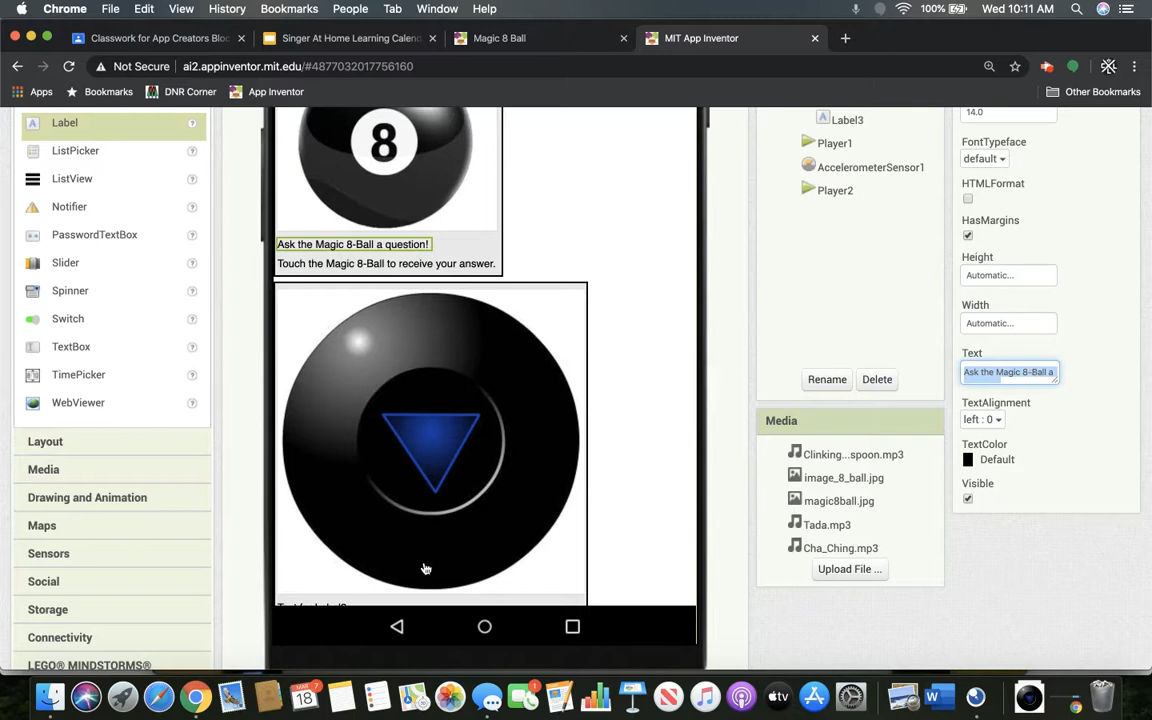 Chrome File Edit View History Bookmarks People Tab Window Help 100% Wed 10:11 AM
Classwork for App Creators Bloc Singer At Home Learning Calend Magic 8 Ball MIT App Inventor
Not Secure ai2.appinventor.mit.edu/#4877032017756160
Apps Bookmarks DNR Corner App Inventor Other Bookmarks
Label ?
ListPicker ?
ListView ?
Notifier ?
PasswordTextBox ?
Slider ?
Spinner ?
Switch ?
TextBox ?
TimePicker ?
WebViewer ?
Layout
Media
Drawing and Animation
Maps
Sensors
Social
Storage
Connectivity
LEGO® MINDSTORMS®
8
Ask the Magic 8-Ball a question!
Touch the Magic 8-Ball to receive your answer.
Label3
Player1
AccelerometerSensor1
Player2
Rename Delete
Media
Clinking...spoon.mp3
image_8_ball.jpg
magic8ball.jpg
Tada.mp3
Cha_Ching.mp3
Upload File ...
14.0
FontTypeface
default
HTMLFormat
HasMargins
Height
Automatic...
Width
Automatic...
Text
Ask the Magic 8-Ball a
TextAlignment
left : 0
TextColor
Default
Visible
MAR
18
7
1
tv
W